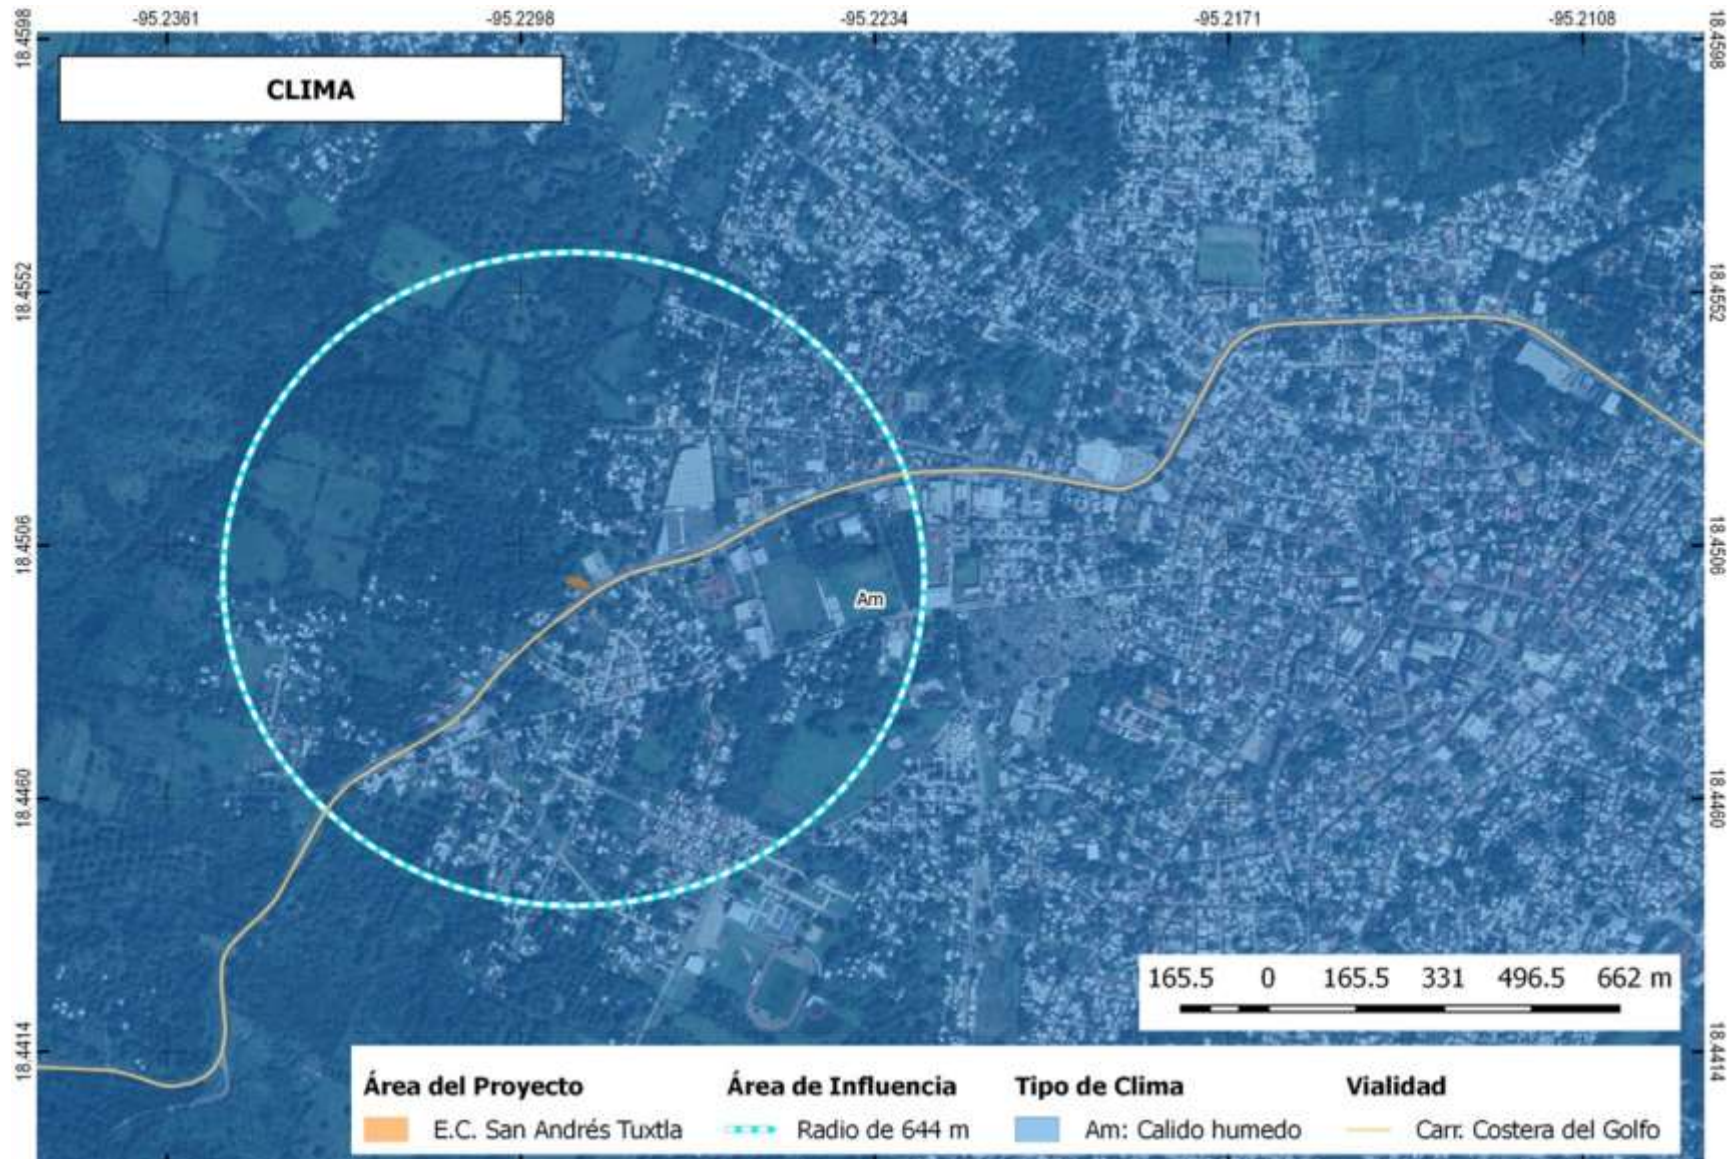 -95.2361 -95.2298 -95.2234 -95.2171 -95.2108
18.4598 18.4598
CLIMA
18.4552 18.4552
18.4506 18.4506
Am
18.4460 18.4460
165.5 0 165.5 331 496.5 662 m
18.4414 18.4414
Área del Proyecto Área de Influencia Tipo de Clima Vialidad
E.C. San Andrés Tuxtla Radio de 644 m Am: Calido humedo Carr. Costera del Golfo